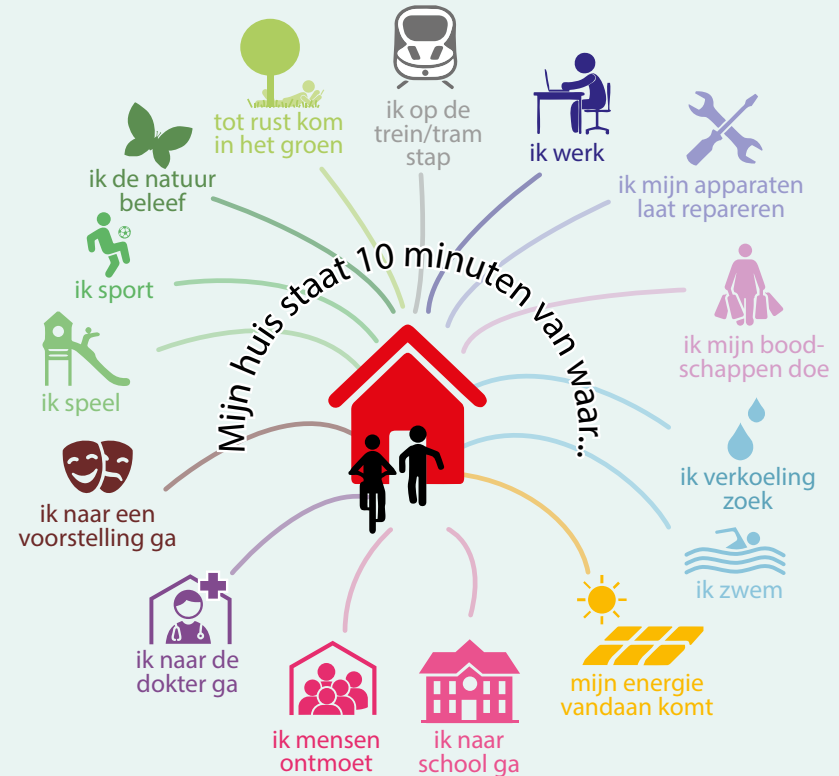 Mijn huis staat 10 minuten van waar...
ik op de
trein/tram
stap
ik werk
ik mijn apparaten
laat repareren
ik mijn bood-
schappen doe
ik verkoeling
zoek
ik zwem
mijn energie
vandaan komt
ik naar
school ga
ik mensen
ontmoet
ik naar de
dokter ga
ik naar een
voorstelling ga
ik speel
ik sport
ik de natuur
beleef
tot rust kom
in het groen